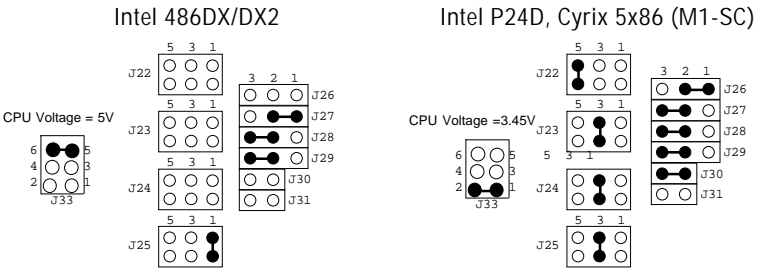 Intel 486DX/DX2
5 3 1
J22
3 2 1
J26
J27
J28
J29
J30
J31
5 3 1
J23
5 3 1
J24
5 3 1
J25
CPU Voltage = 5V
6 5
4 3
2 1
J33
Intel P24D, Cyrix 5x86 (M1-SC)
5 3 1
J22
3 2 1
J26
J27
J28
J29
J30
J31
5 3 1
J23
5 3 1
J24
5 3 1
J25
CPU Voltage =3.45V
6 5
4 3
2 1
J33